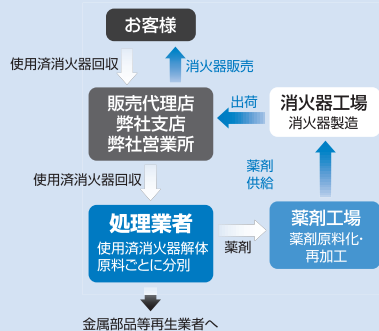 お客様
使用済消火器回収
消火器販売
販売代理店
弊社支店
弊社営業所
出荷
消火器工場
消火器製造
使用済消火器回収
薬剤
供給
処理業者
使用済消火器解体
原料ごとに分別
薬剤
薬剤工場
薬剤原料化・
再加工
金属部品等再生業者へ